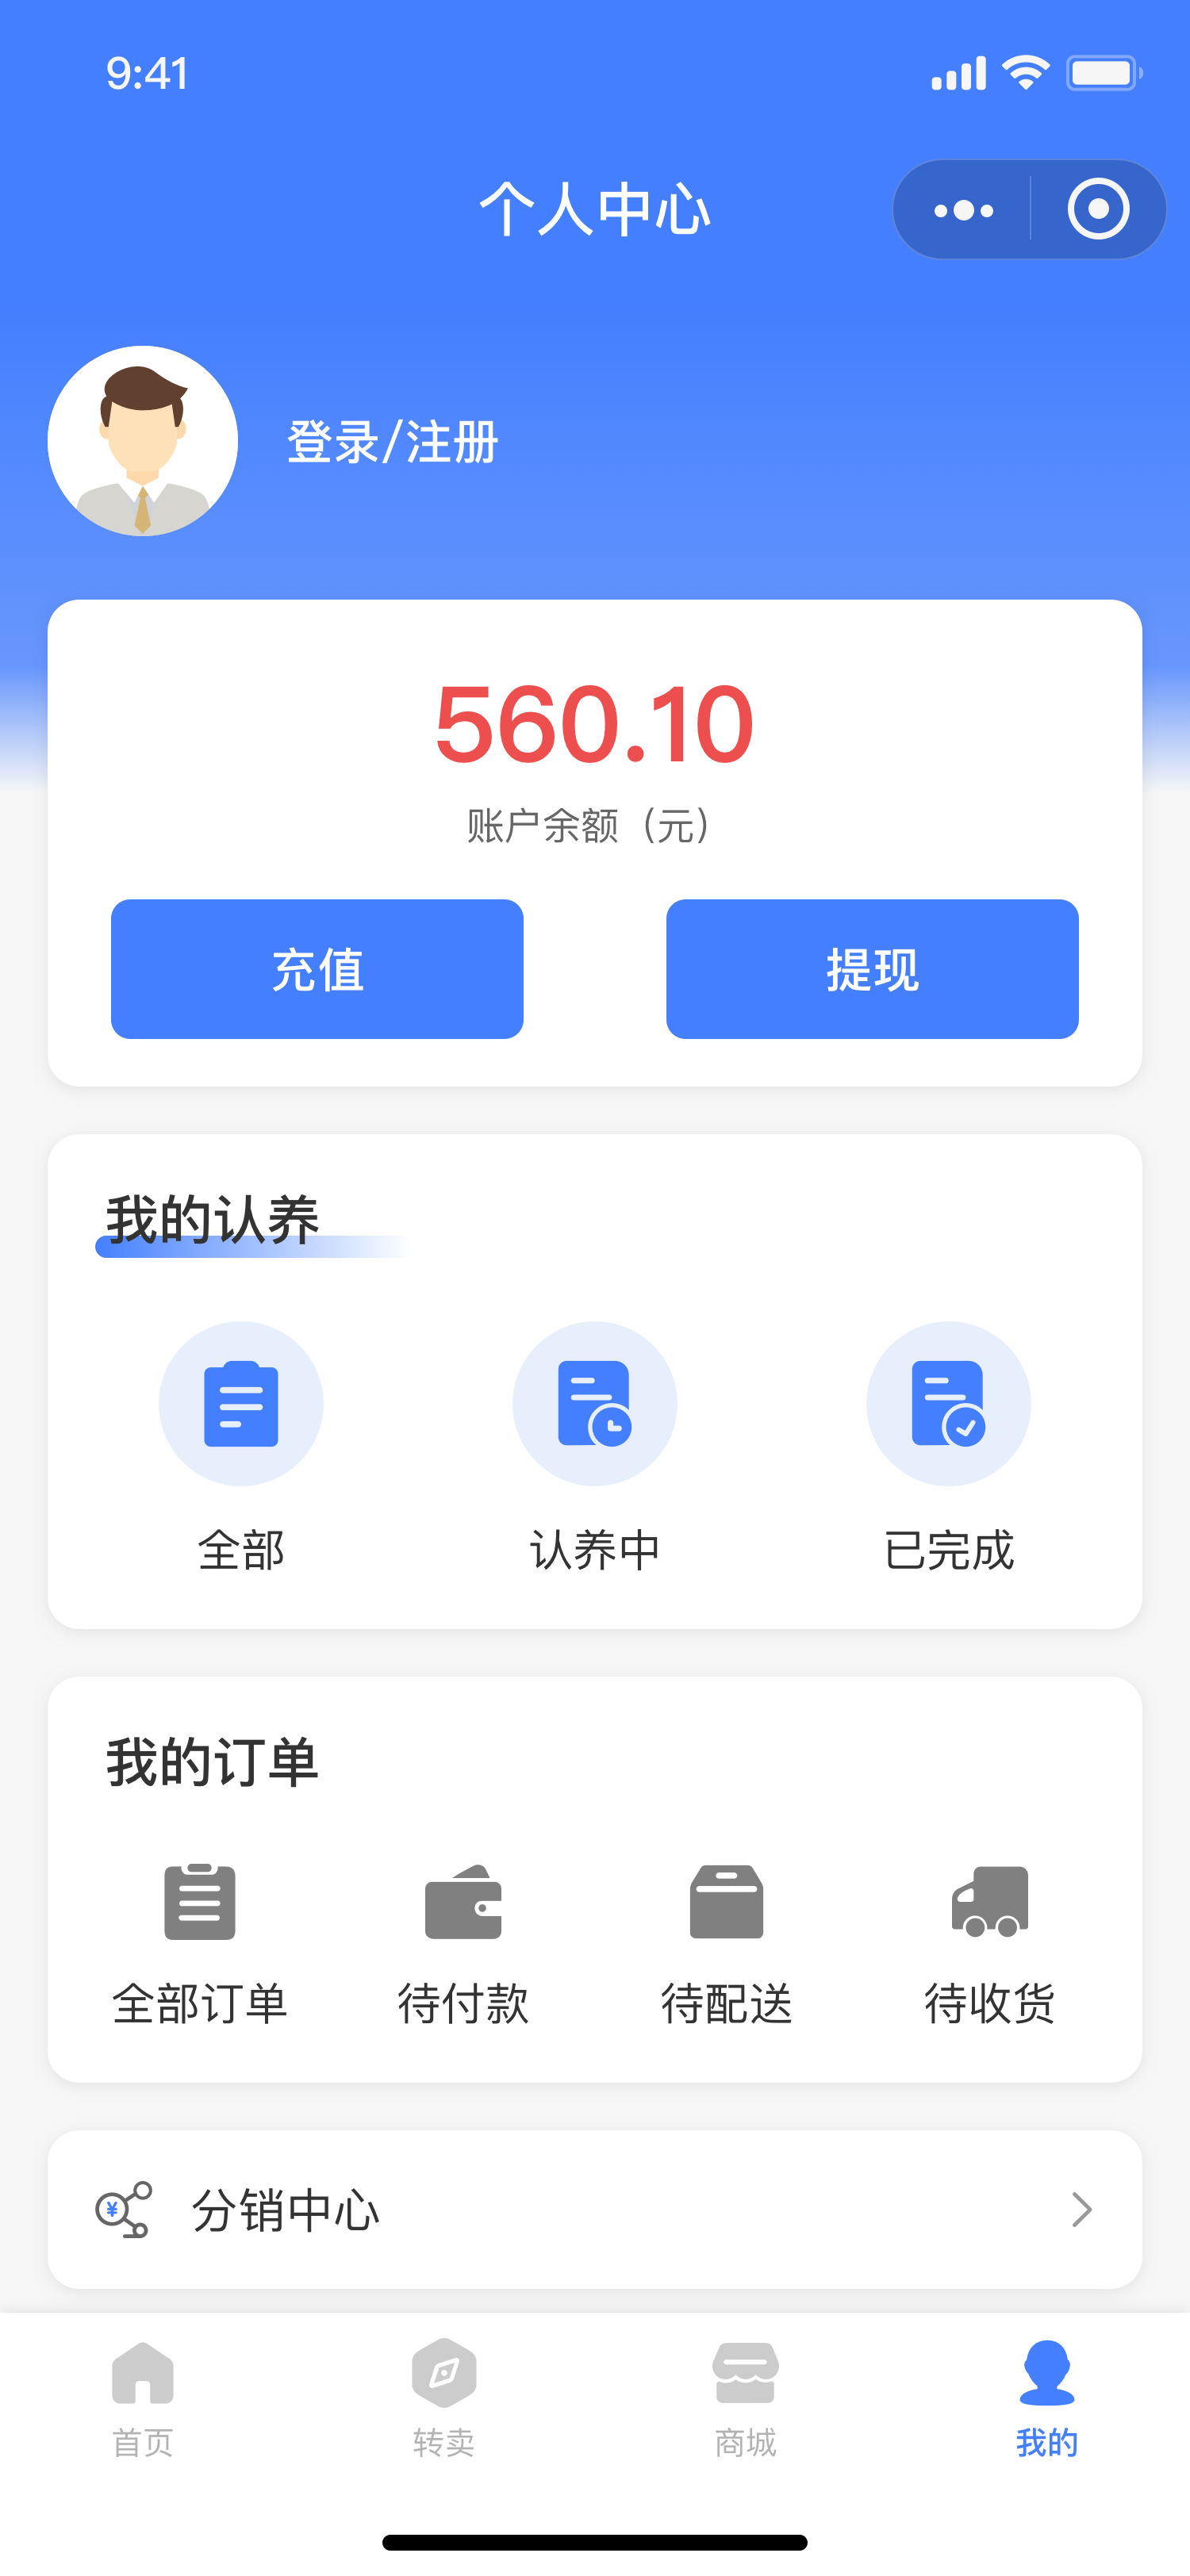 9:41
个人中心
登录/注册
560.10
账户余额（元）
充值 提现
我的认养
全部 认养中 已完成
我的订单
全部订单 待付款 待配送 待收货
¥ 分销中心
首页 转卖 商城 我的